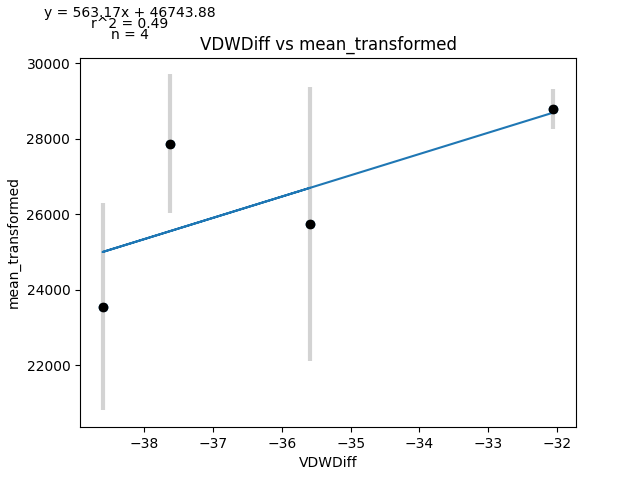 y = 563.17x + 46743.88
r^2 = 0.49
n = 4
VDWDiff vs mean_transformed
30000
28000
26000
24000
22000
mean_transformed
−38
−37
−36
−35
−34
−33
−32
VDWDiff